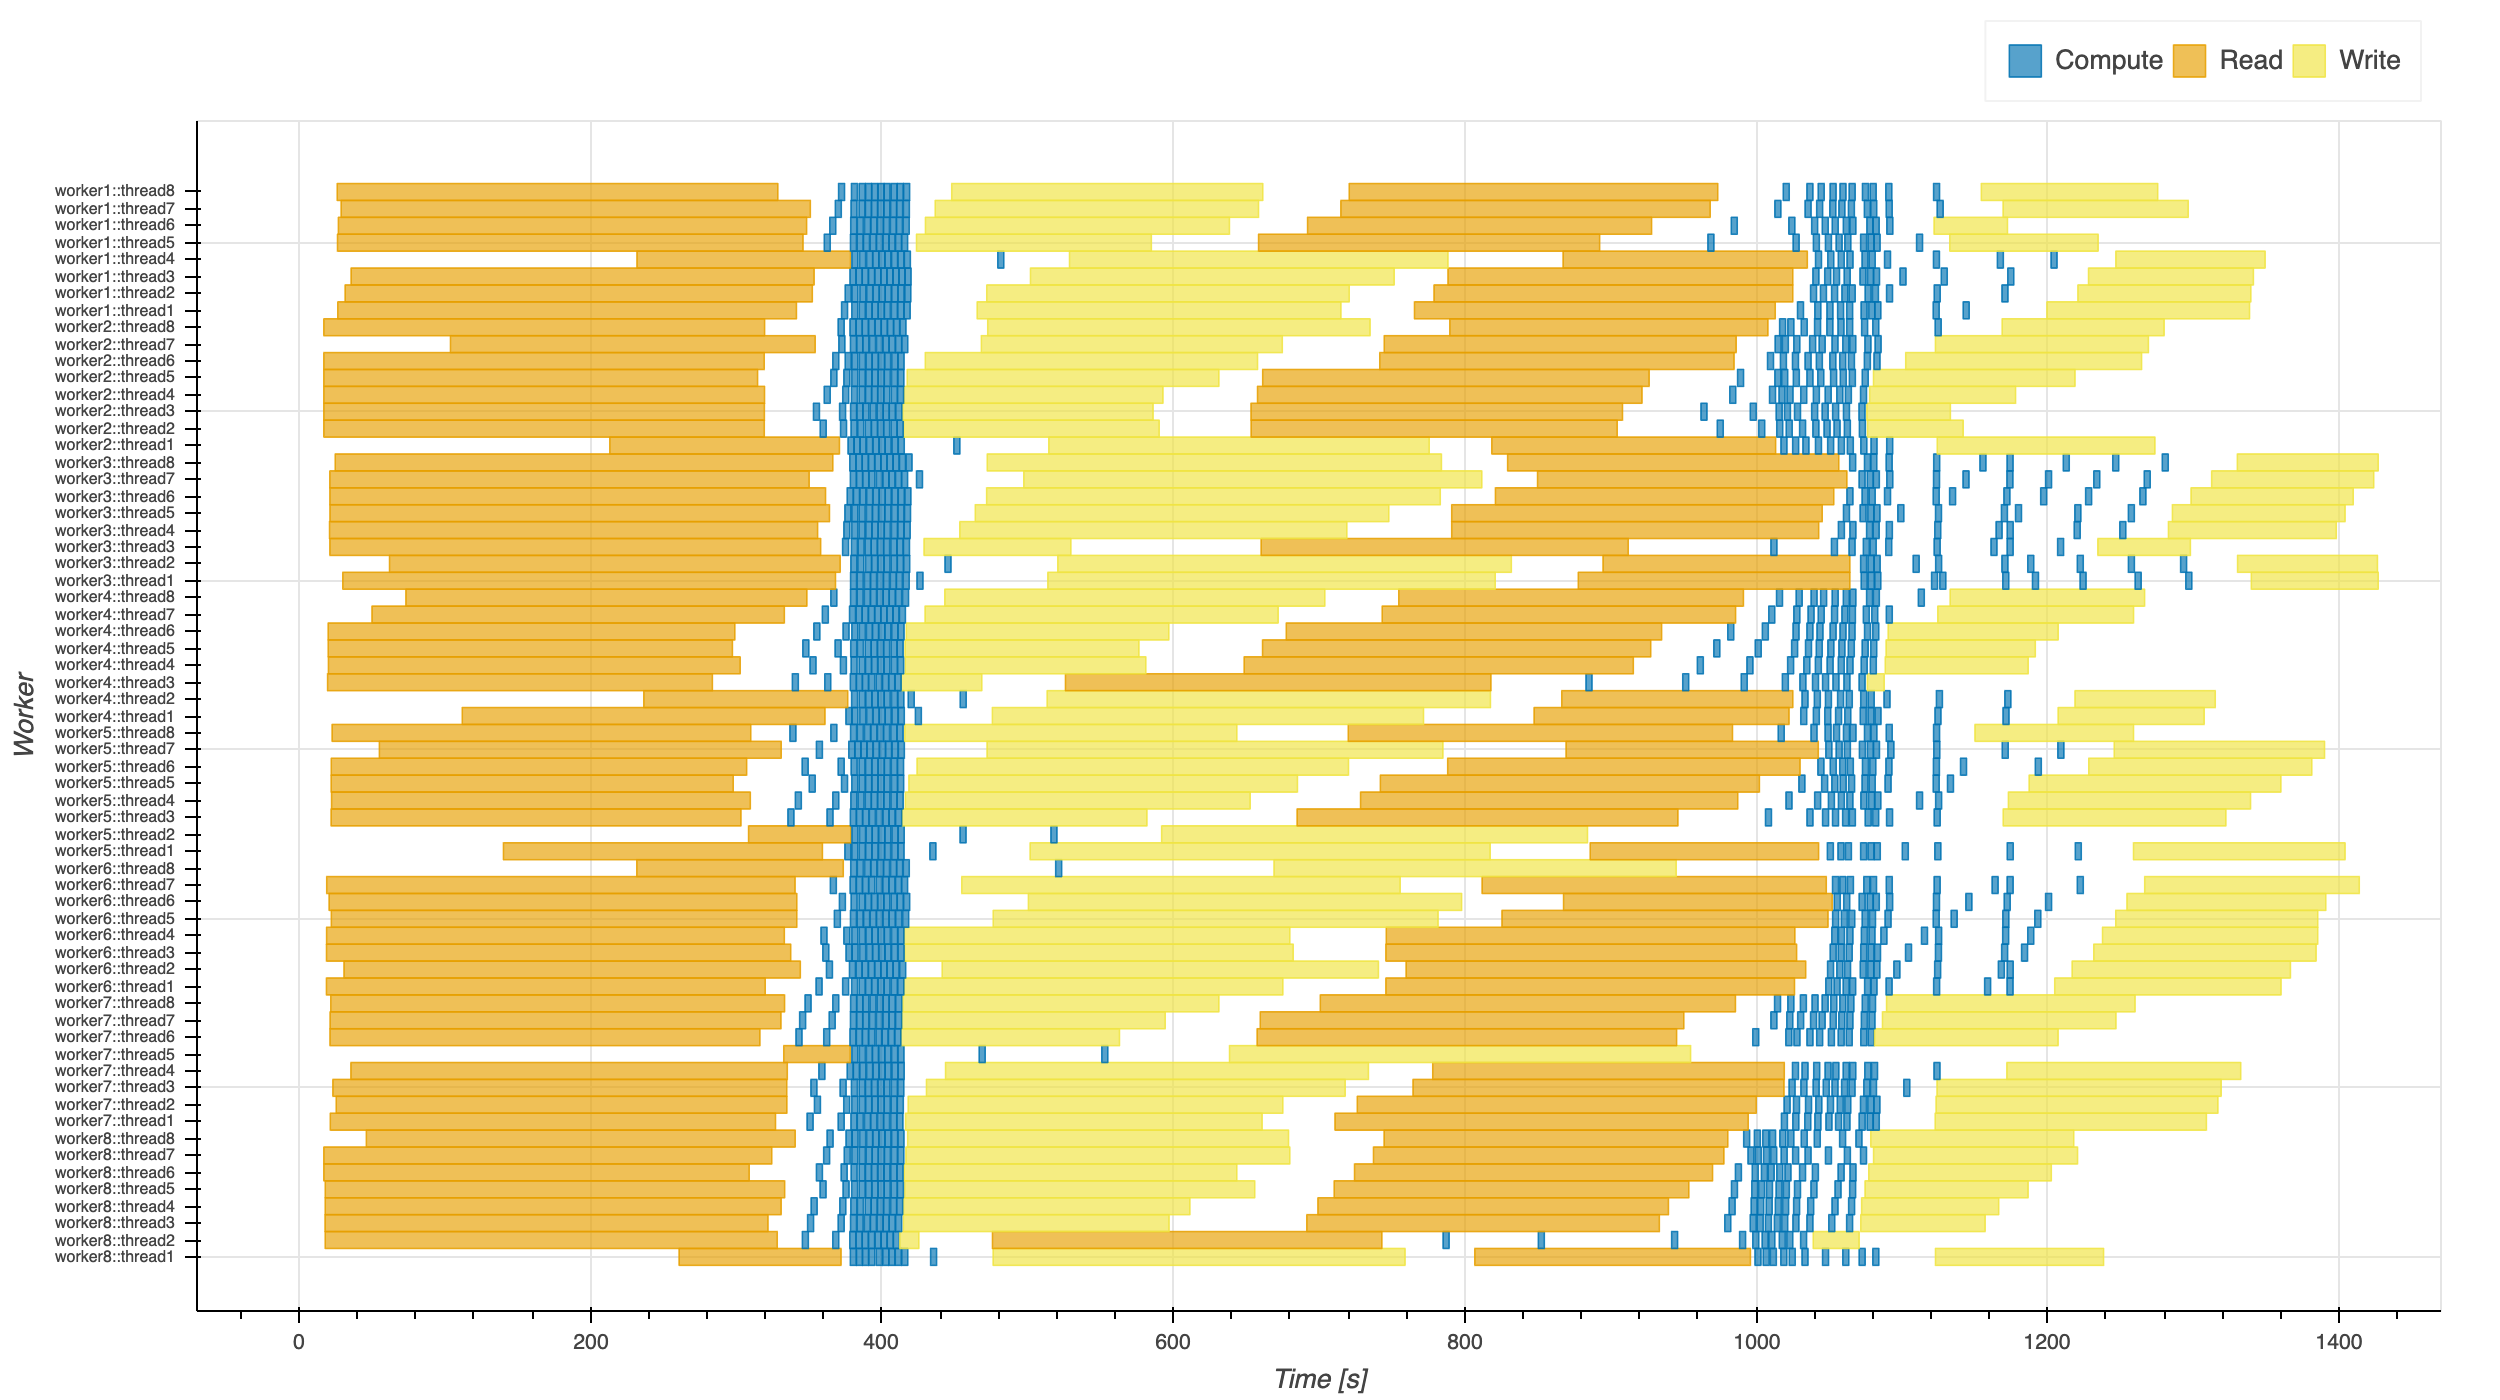 Compute Read Write
worker1::thread8
worker1::thread7
worker1::thread6
worker1::thread5
worker1::thread4
worker1::thread3
worker1::thread2
worker1::thread1
worker2::thread8
worker2::thread7
worker2::thread6
worker2::thread5
worker2::thread4
worker2::thread3
worker2::thread2
worker2::thread1
worker3::thread8
worker3::thread7
worker3::thread6
worker3::thread5
worker3::thread4
worker3::thread3
worker3::thread2
worker3::thread1
worker4::thread8
worker4::thread7
worker4::thread6
worker4::thread5
worker4::thread4
worker4::thread3
worker4::thread2
worker4::thread1
worker5::thread8
worker5::thread7
worker5::thread6
worker5::thread5
worker5::thread4
worker5::thread3
worker5::thread2
worker5::thread1
worker6::thread8
worker6::thread7
worker6::thread6
worker6::thread5
worker6::thread4
worker6::thread3
worker6::thread2
worker6::thread1
worker7::thread8
worker7::thread7
worker7::thread6
worker7::thread5
worker7::thread4
worker7::thread3
worker7::thread2
worker7::thread1
worker8::thread8
worker8::thread7
worker8::thread6
worker8::thread5
worker8::thread4
worker8::thread3
worker8::thread2
worker8::thread1
Worker
0 200 400 600 800 1000 1200 1400
Time [s]